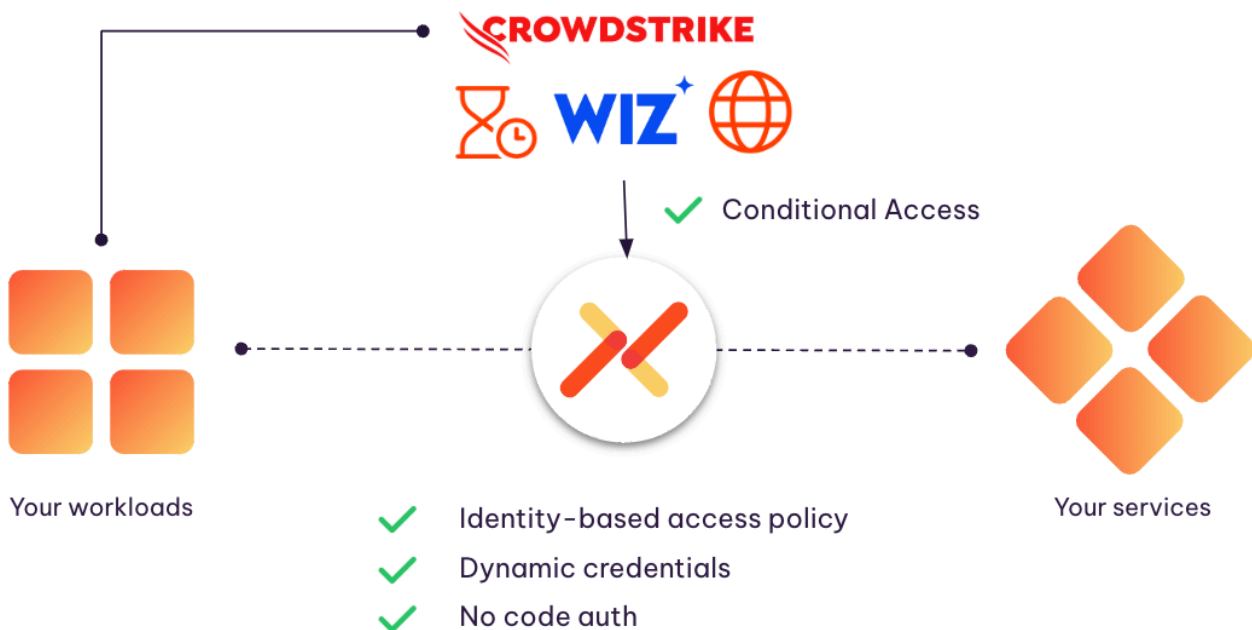 CROWDSTRIKE
WIZ
Conditional Access
Your workloads
Your services
Identity-based access policy
Dynamic credentials
No code auth